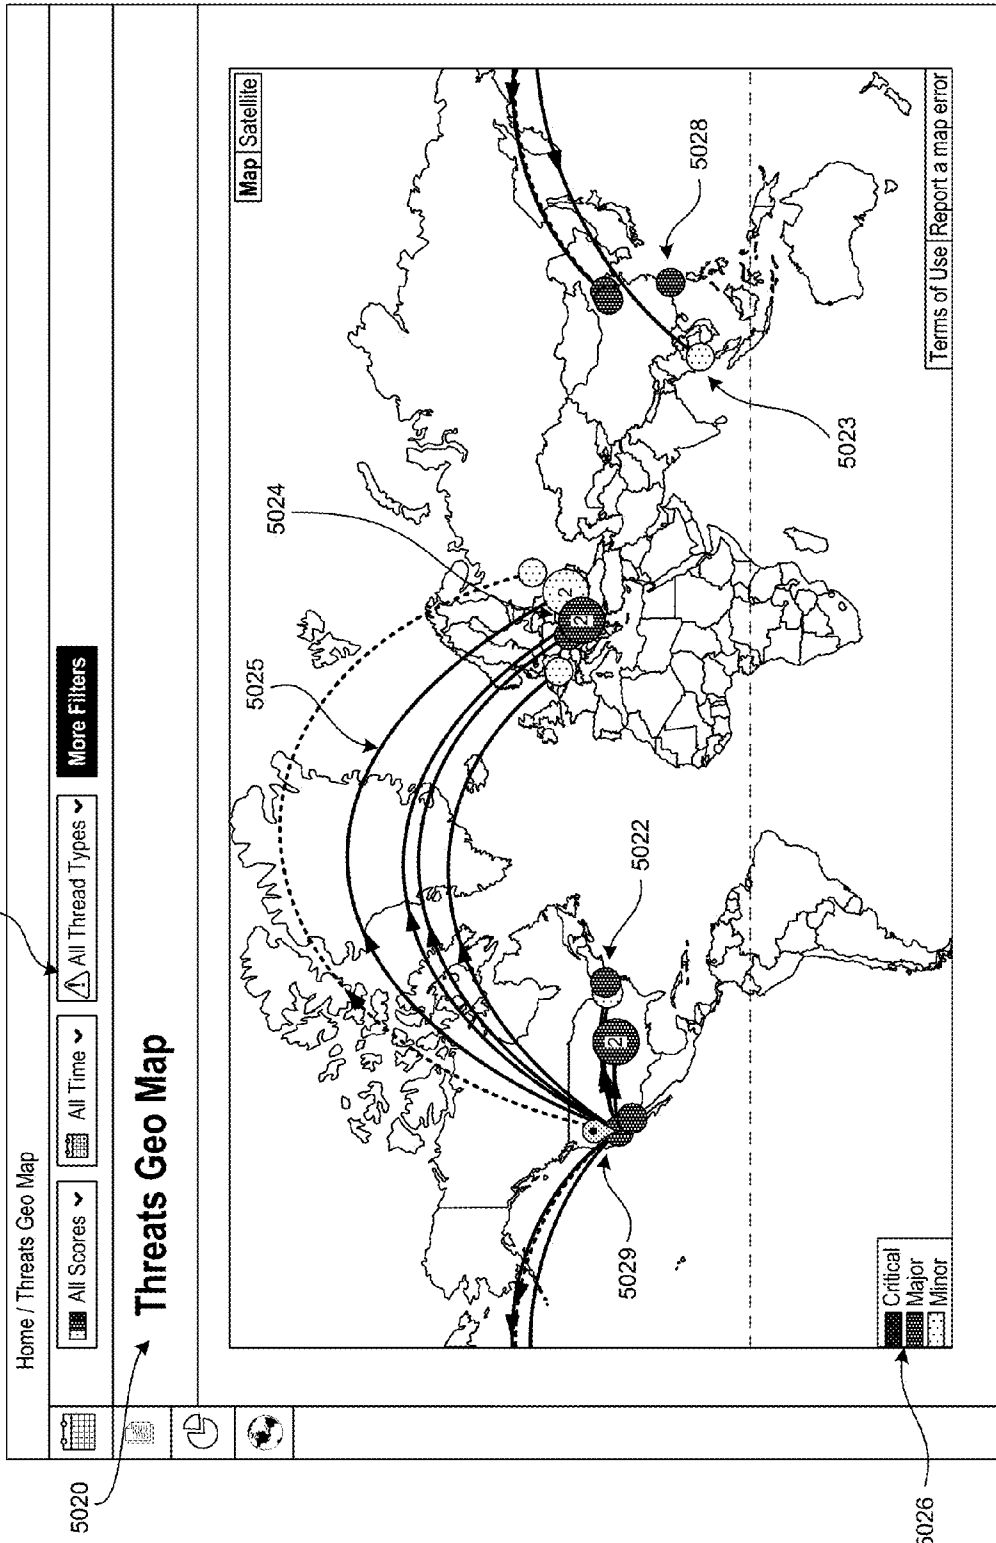 Home / Threats Geo Map
All Scores
All Time
All Thread Types
More Filters
5020
Threats Geo Map
Map
Satellite
5024
5025
5028
5023
2
2
5022
2
5029
Critical
Major
Minor
Terms of Use
Report a map error
5026